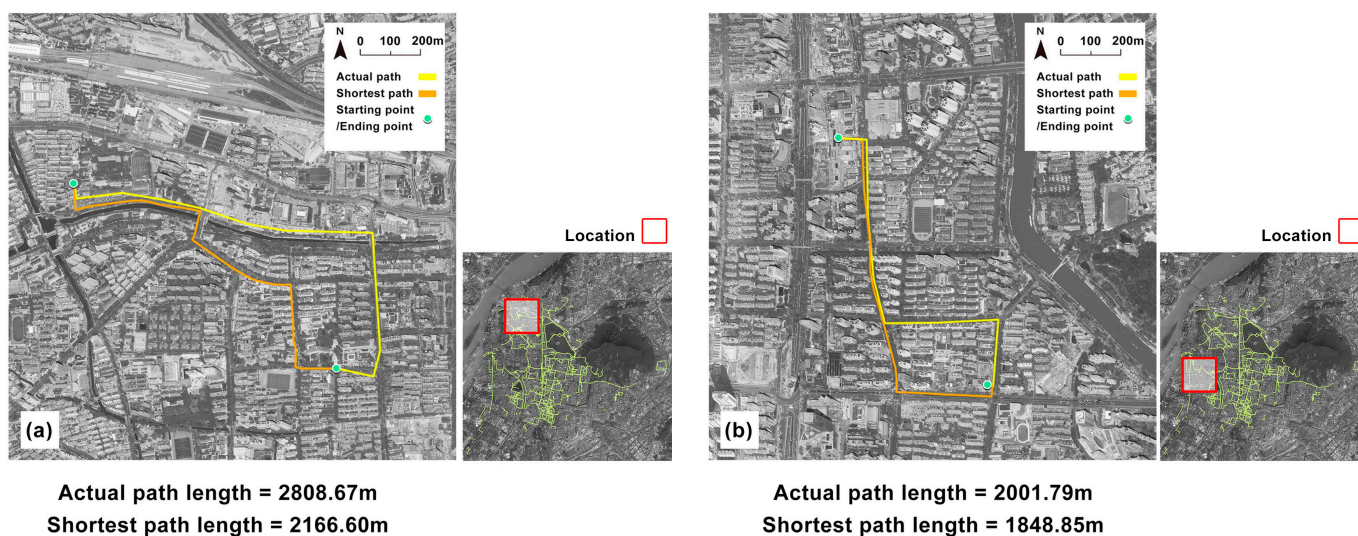 N
0 100 200m
Actual path
Shortest path
Starting point
/Ending point
Location
(a)
Actual path length = 2808.67m
Shortest path length = 2166.60m
N
0 100 200m
Actual path
Shortest path
Starting point
/Ending point
Location
(b)
Actual path length = 2001.79m
Shortest path length = 1848.85m